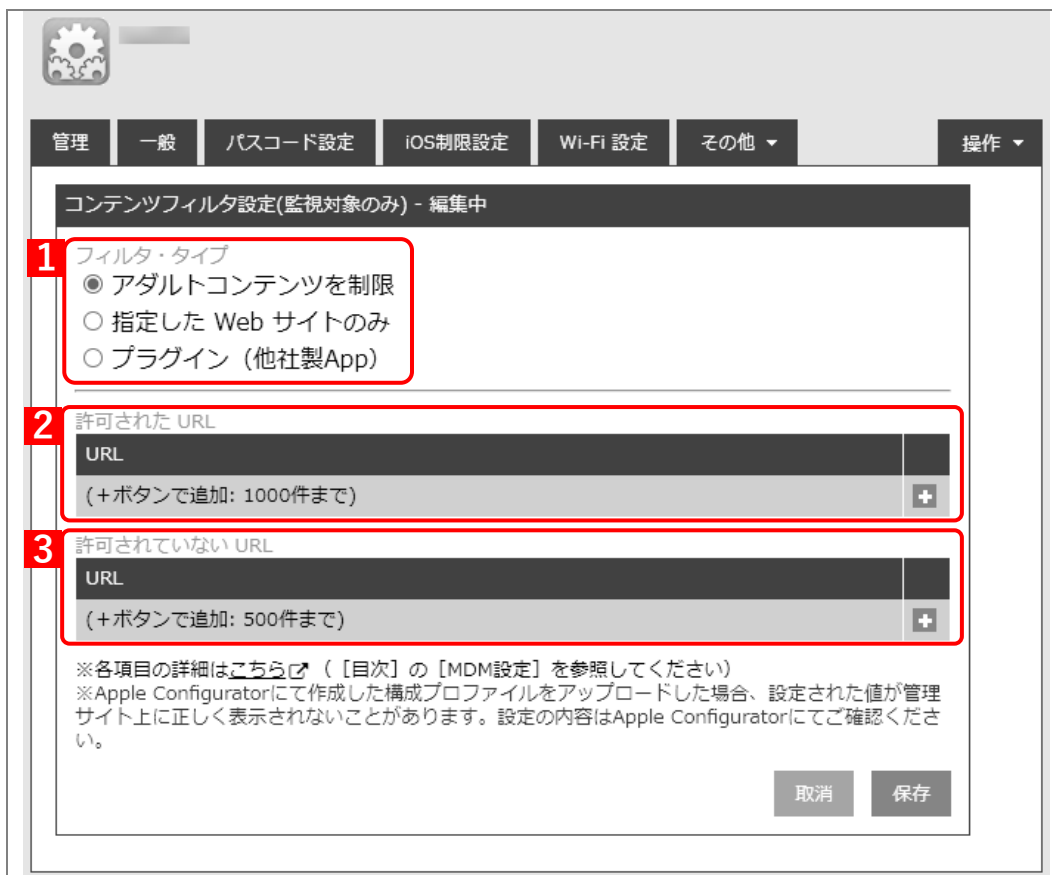 管理 一般 パスコード設定 iOS制限設定 Wi-Fi 設定 その他 操作
コンテンツフィルタ設定(監視対象のみ) - 編集中
1
フィルタ・タイプ
アダルトコンテンツを制限
指定した Web サイトのみ
プラグイン（他社製App）
2
許可された URL
URL
(+ボタンで追加: 1000件まで)
3
許可されていない URL
URL
(+ボタンで追加: 500件まで)
※各項目の詳細はこちら（［目次］の［MDM設定］を参照してください）
※Apple Configuratorにて作成した構成プロファイルをアップロードした場合、設定された値が管理
サイト上に正しく表示されないことがあります。設定の内容はApple Configuratorにてご確認くださ
い。
取消 保存